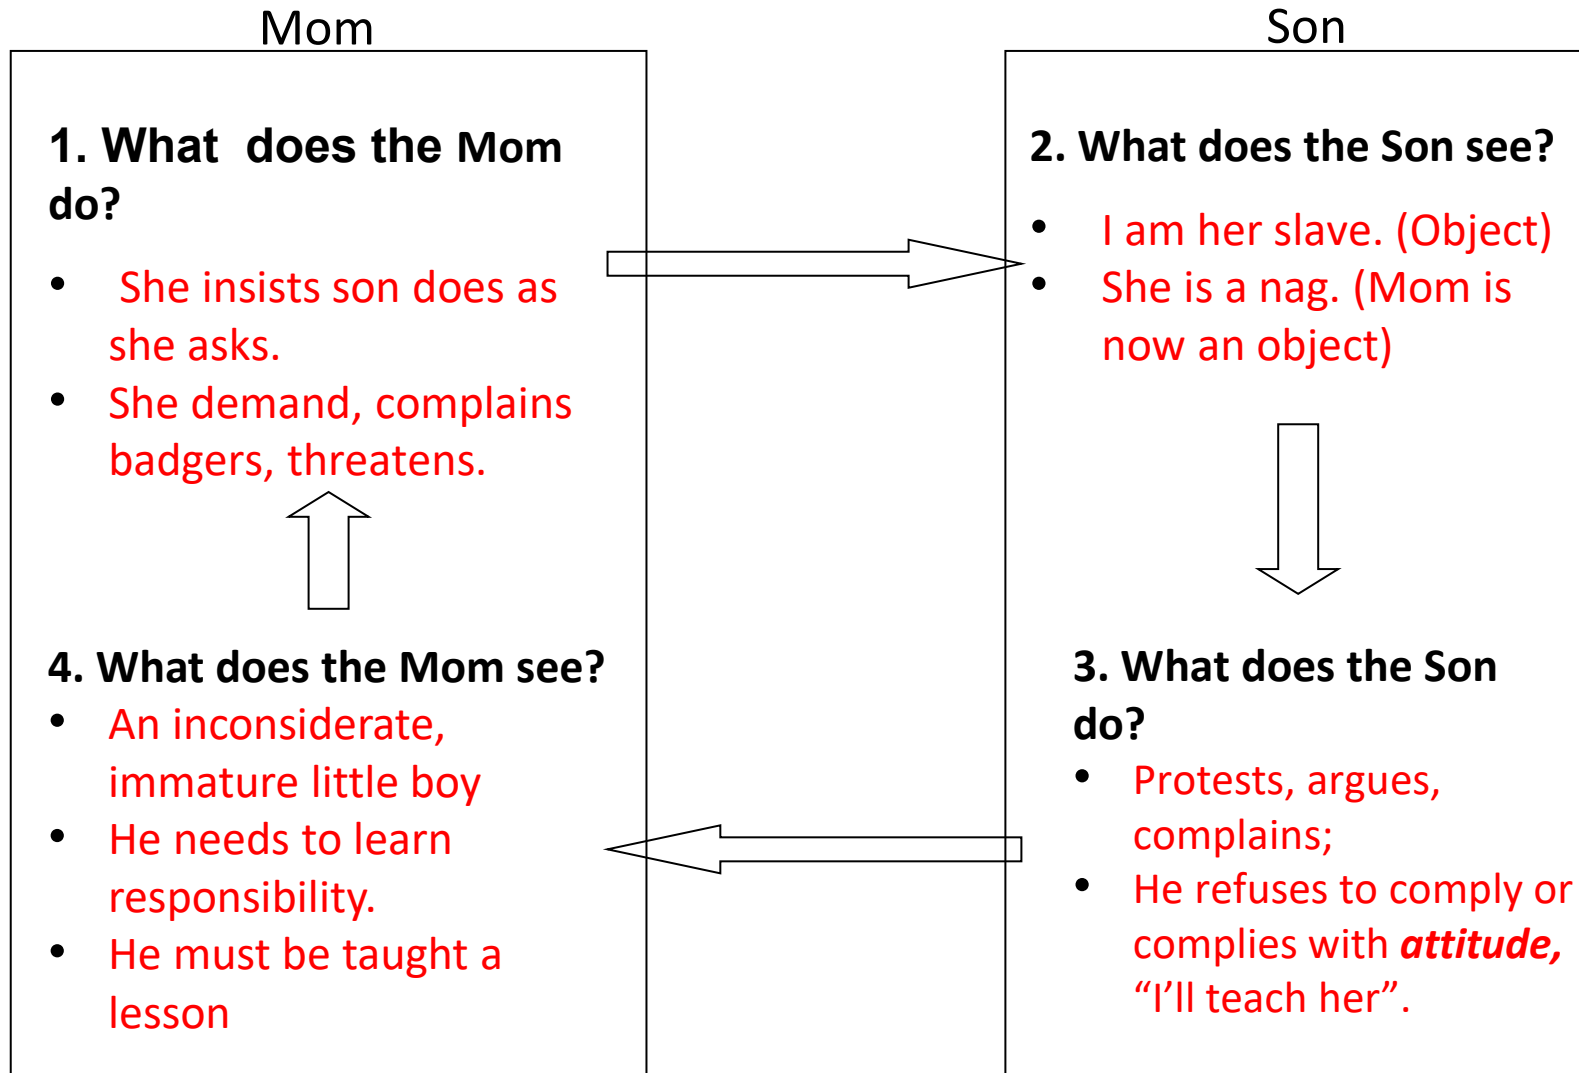 Mom
1. What does the Mom
do?
• She insists son does as
she asks.
• She demand, complains
badgers, threatens.
4. What does the Mom see?
• An inconsiderate,
immature little boy
• He needs to learn
responsibility.
• He must be taught a
lesson
Son
2. What does the Son see?
• I am her slave. (Object)
• She is a nag. (Mom is
now an object)
3. What does the Son
do?
• Protests, argues,
complains;
• He refuses to comply or
complies with attitude,
“I’ll teach her”.